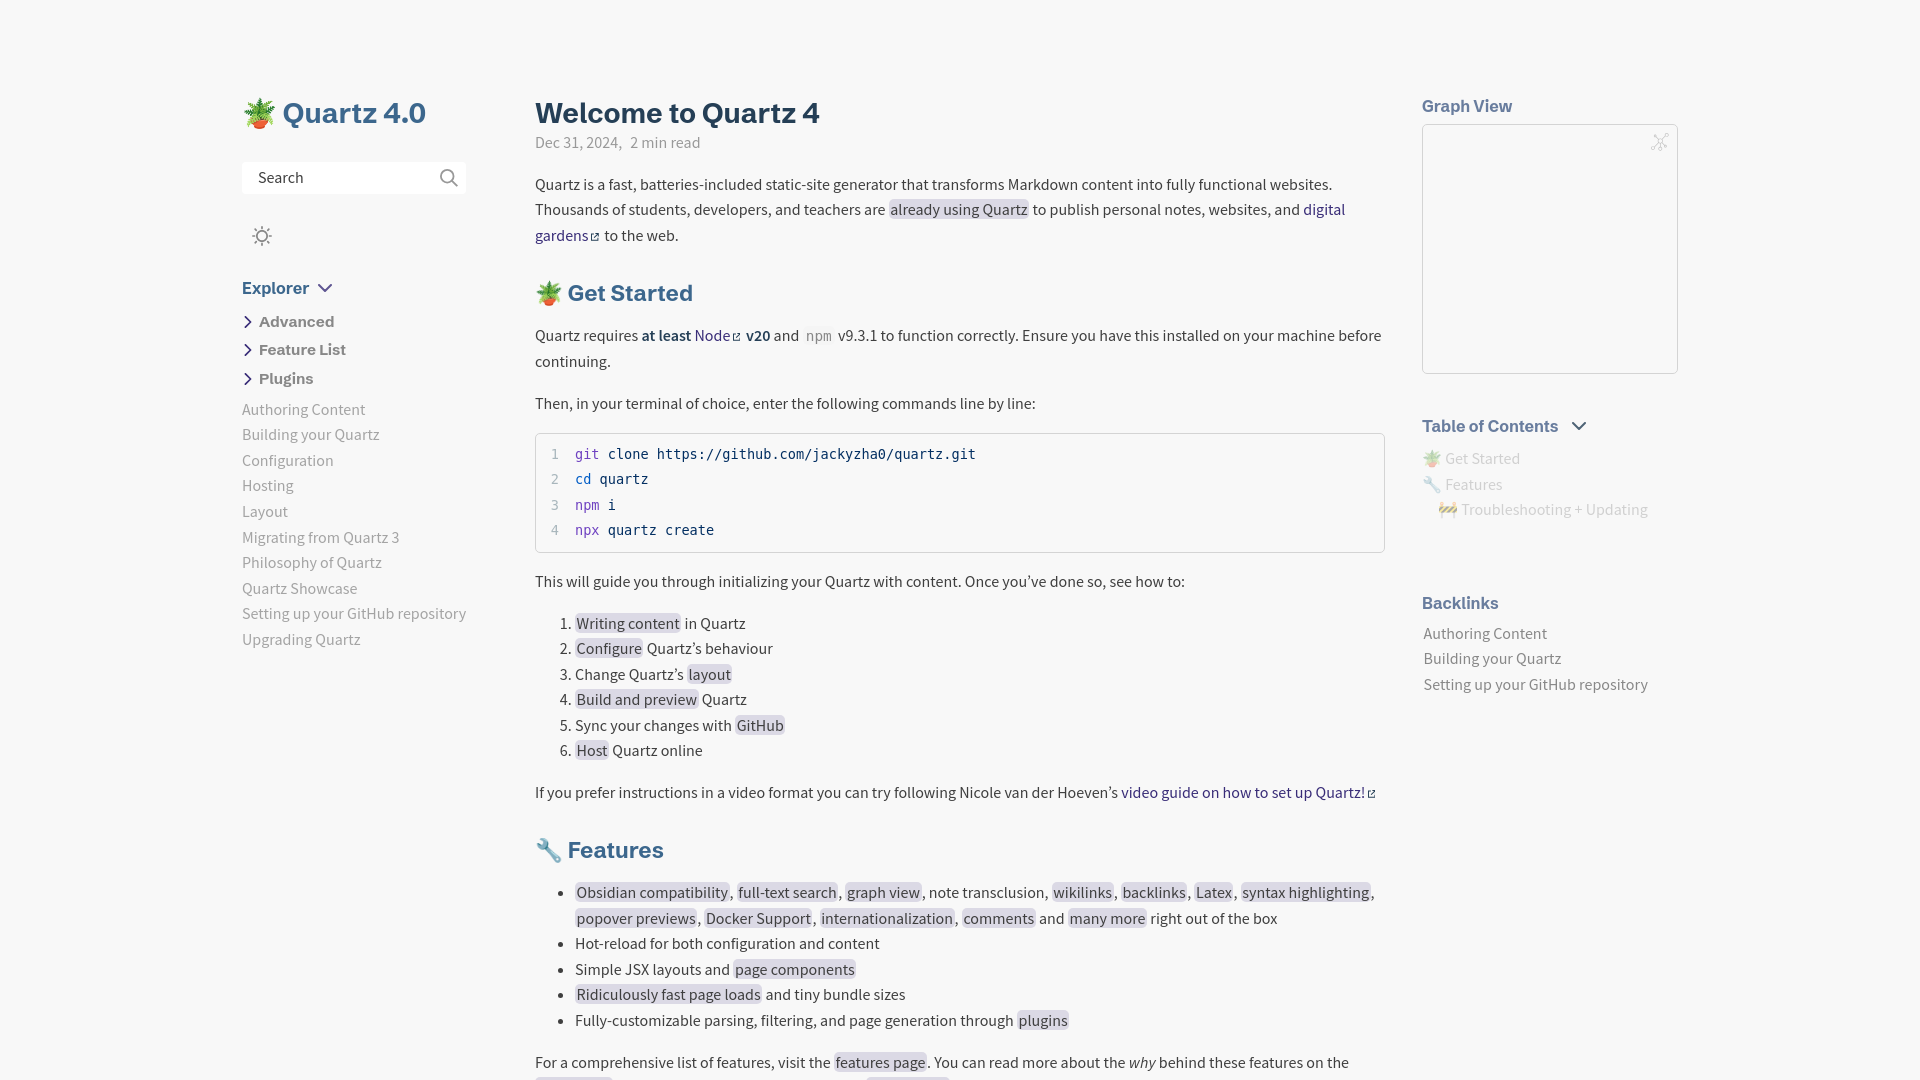 Quartz 4.0
Search
Explorer
Advanced
Feature List
Plugins
Authoring Content
Building your Quartz
Configuration
Hosting
Layout
Migrating from Quartz 3
Philosophy of Quartz
Quartz Showcase
Setting up your GitHub repository
Upgrading Quartz
Welcome to Quartz 4
Dec 31, 2024, 2 min read
Quartz is a fast, batteries-included static-site generator that transforms Markdown content into fully functional websites.
Thousands of students, developers, and teachers are already using Quartz to publish personal notes, websites, and digital
gardens to the web.
🪴 Get Started
Quartz requires at least Node v20 and npm v9.3.1 to function correctly. Ensure you have this installed on your machine before
continuing.
Then, in your terminal of choice, enter the following commands line by line:
1 git clone https://github.com/jackyzha0/quartz.git
2 cd quartz
3 npm i
4 npx quartz create
This will guide you through initializing your Quartz with content. Once you’ve done so, see how to:
1. Writing content in Quartz
2. Configure Quartz’s behaviour
3. Change Quartz’s layout
4. Build and preview Quartz
5. Sync your changes with GitHub
6. Host Quartz online
If you prefer instructions in a video format you can try following Nicole van der Hoeven’s video guide on how to set up Quartz!
🔧 Features
• Obsidian compatibility, full-text search, graph view, note transclusion, wikilinks, backlinks, Latex, syntax highlighting,
popover previews, Docker Support, internationalization, comments and many more right out of the box
• Hot-reload for both configuration and content
• Simple JSX layouts and page components
• Ridiculously fast page loads and tiny bundle sizes
• Fully-customizable parsing, filtering, and page generation through plugins
For a comprehensive list of features, visit the features page. You can read more about the why behind these features on the
Graph View
Table of Contents
🪴 Get Started
🔧 Features
🚧 Troubleshooting + Updating
Backlinks
Authoring Content
Building your Quartz
Setting up your GitHub repository